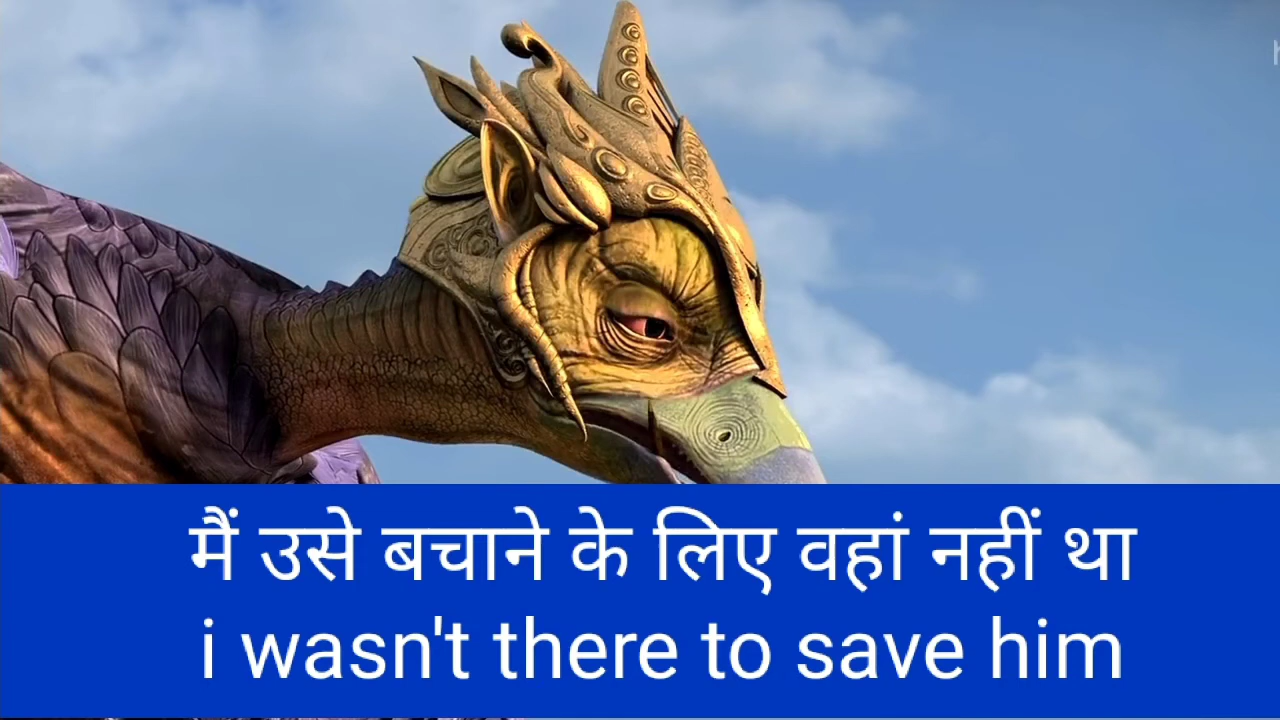 मैं उसे बचाने के लिए वहां नहीं था
i wasn't there to save him